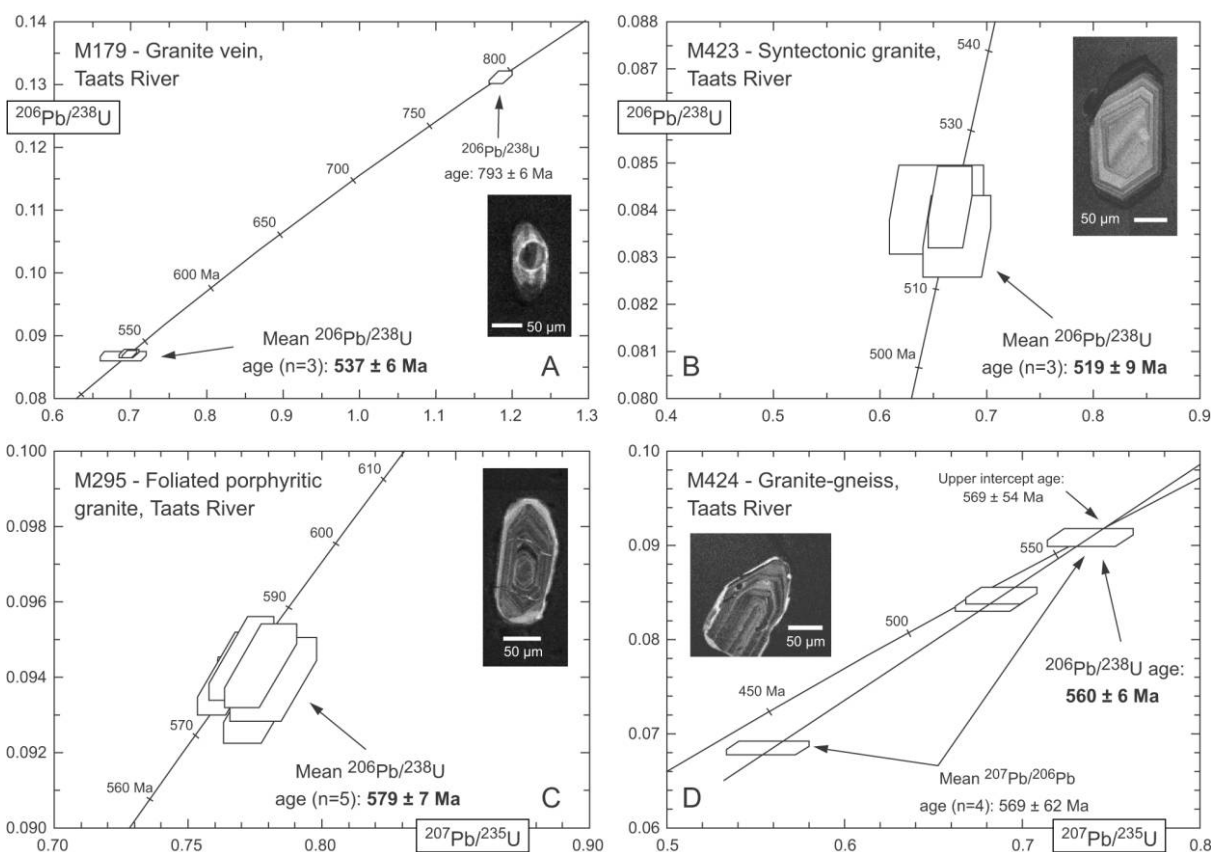 M179 - Granite vein,
Taats River
²⁰⁶Pb/²³⁸U
0.14
0.13
0.12
0.11
0.10
0.09
0.08
0.6
0.7
0.8
0.9
1.0
1.1
1.2
1.3
550
600 Ma
650
700
750
800
²⁰⁶Pb/²³⁸U
age: 793 ± 6 Ma
50 µm
Mean ²⁰⁶Pb/²³⁸U
age (n=3): 537 ± 6 Ma
A
M423 - Syntectonic granite,
Taats River
²⁰⁶Pb/²³⁸U
0.088
0.087
0.086
0.085
0.084
0.083
0.082
0.081
0.080
0.4
0.5
0.6
0.7
0.8
0.9
540
530
510
500 Ma
50 µm
Mean ²⁰⁶Pb/²³⁸U
age (n=3): 519 ± 9 Ma
B
M295 - Foliated porphyritic
granite, Taats River
0.100
0.098
0.096
0.094
0.092
0.090
0.70
0.75
0.80
0.90
610
600
590
570
560 Ma
50 µm
Mean ²⁰⁶Pb/²³⁸U
age (n=5): 579 ± 7 Ma
C
²⁰⁷Pb/²³⁵U
M424 - Granite-gneiss,
Taats River
0.10
0.09
0.08
0.07
0.06
0.5
0.6
0.7
0.8
Upper intercept age:
569 ± 54 Ma
550
500
450 Ma
50 µm
²⁰⁶Pb/²³⁸U age:
560 ± 6 Ma
Mean ²⁰⁷Pb/²⁰⁶Pb
age (n=4): 569 ± 62 Ma
D
²⁰⁷Pb/²³⁵U